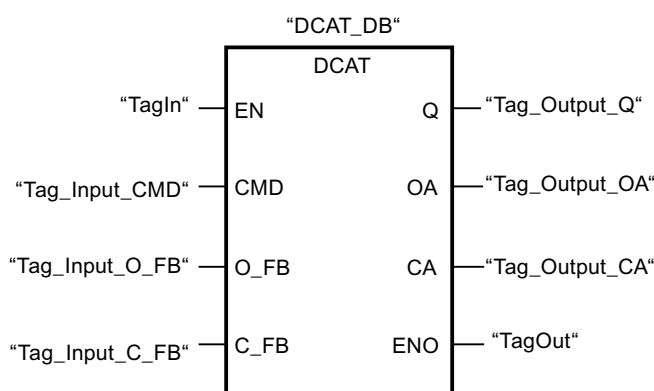 “DCAT_DB“
DCAT
“TagIn“ EN Q “Tag_Output_Q“
“Tag_Input_CMD“ CMD OA “Tag_Output_OA“
“Tag_Input_O_FB“ O_FB CA “Tag_Output_CA“
“Tag_Input_C_FB“ C_FB ENO “TagOut“